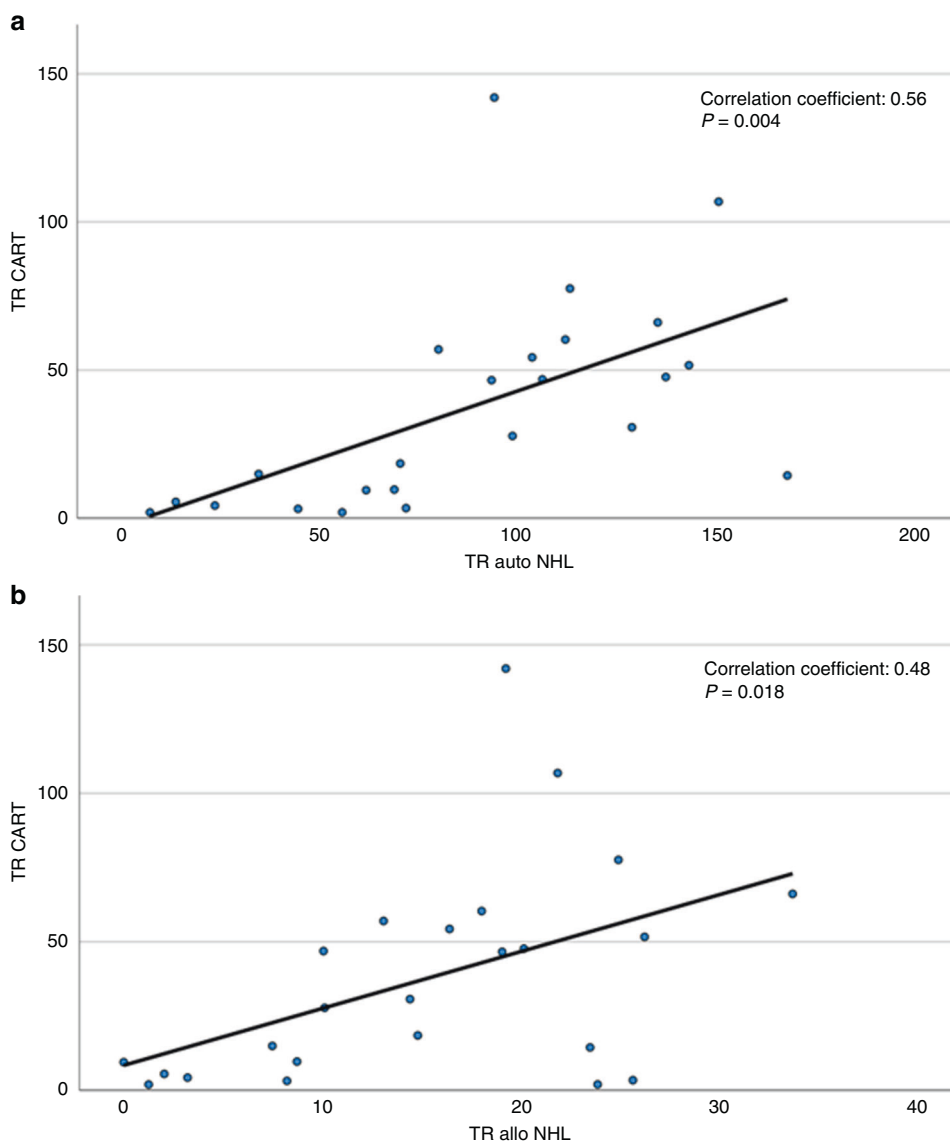 a
150
Correlation coefficient: 0.56
P = 0.004
100
TR CART
50
0
0 50 100 150 200
TR auto NHL
b
150
Correlation coefficient: 0.48
P = 0.018
100
TR CART
50
0
0 10 20 30 40
TR allo NHL